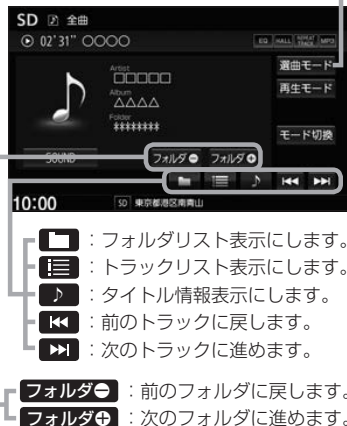 SD 全曲
02'31" ○○○○
EQ HALL REPEAT TRACK MP3
Artist
□□□□□
Album
△△△△
Folder
********
選曲モード
再生モード
モード切換
SOUND
フォルダ⊖ フォルダ⊕
10:00 SD 東京都港区南青山
：フォルダリスト表示にします。
：トラックリスト表示にします。
♪：タイトル情報表示にします。
：前のトラックに戻します。
：次のトラックに進めます。
フォルダ⊖：前のフォルダに戻します。
フォルダ⊕：次のフォルダに進めます。